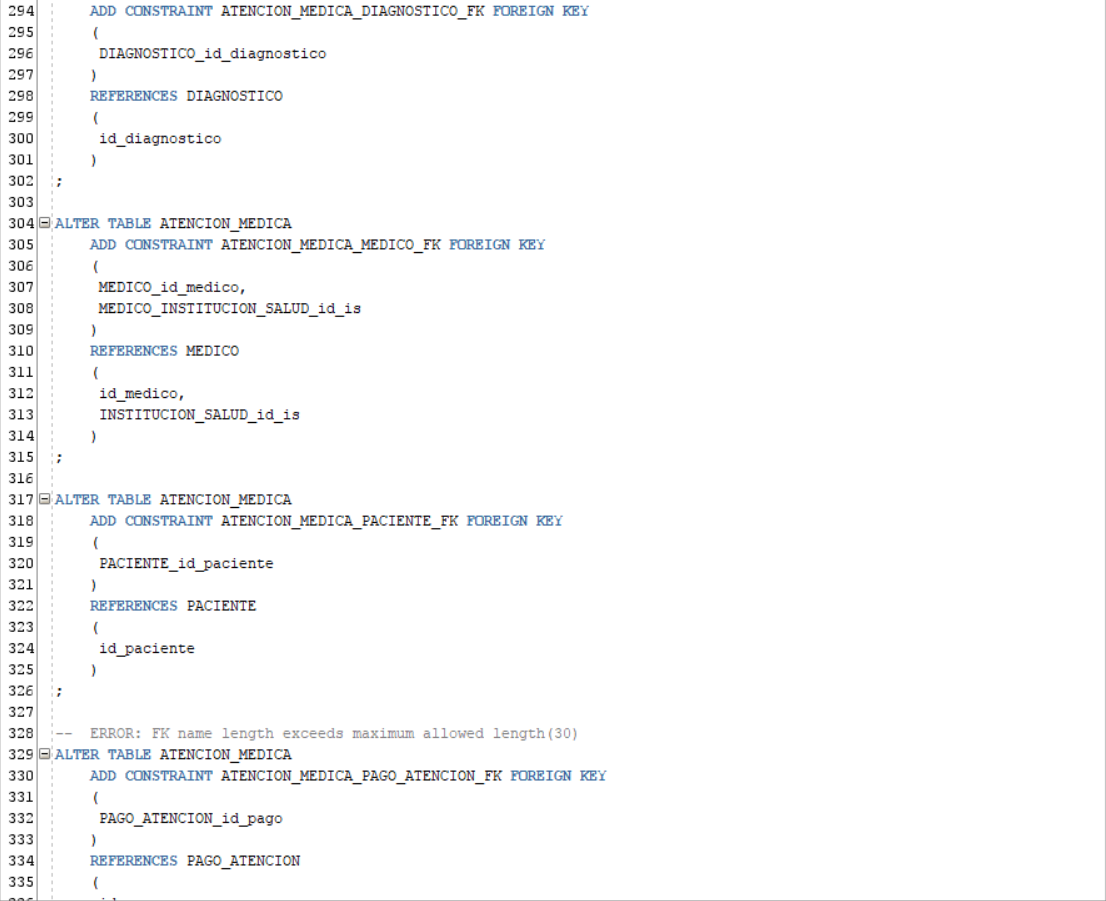 294 ADD CONSTRAINT ATENCION_MEDICA_DIAGNOSTICO_FK FOREIGN KEY
295 (
296 DIAGNOSTICO_id_diagnostico
297 )
298 REFERENCES DIAGNOSTICO
299 (
300 id_diagnostico
301 )
302 ;
303
304 ALTER TABLE ATENCION_MEDICA
305 ADD CONSTRAINT ATENCION_MEDICA_MEDICO_FK FOREIGN KEY
306 (
307 MEDICO_id_medico,
308 MEDICO_INSTITUCION_SALUD_id_is
309 )
310 REFERENCES MEDICO
311 (
312 id_medico,
313 INSTITUCION_SALUD_id_is
314 )
315 ;
316
317 ALTER TABLE ATENCION_MEDICA
318 ADD CONSTRAINT ATENCION_MEDICA_PACIENTE_FK FOREIGN KEY
319 (
320 PACIENTE_id_paciente
321 )
322 REFERENCES PACIENTE
323 (
324 id_paciente
325 )
326 ;
327
328 -- ERROR: FK name length exceeds maximum allowed length(30)
329 ALTER TABLE ATENCION_MEDICA
330 ADD CONSTRAINT ATENCION_MEDICA_PAGO_ATENCION_FK FOREIGN KEY
331 (
332 PAGO_ATENCION_id_pago
333 )
334 REFERENCES PAGO_ATENCION
335 (